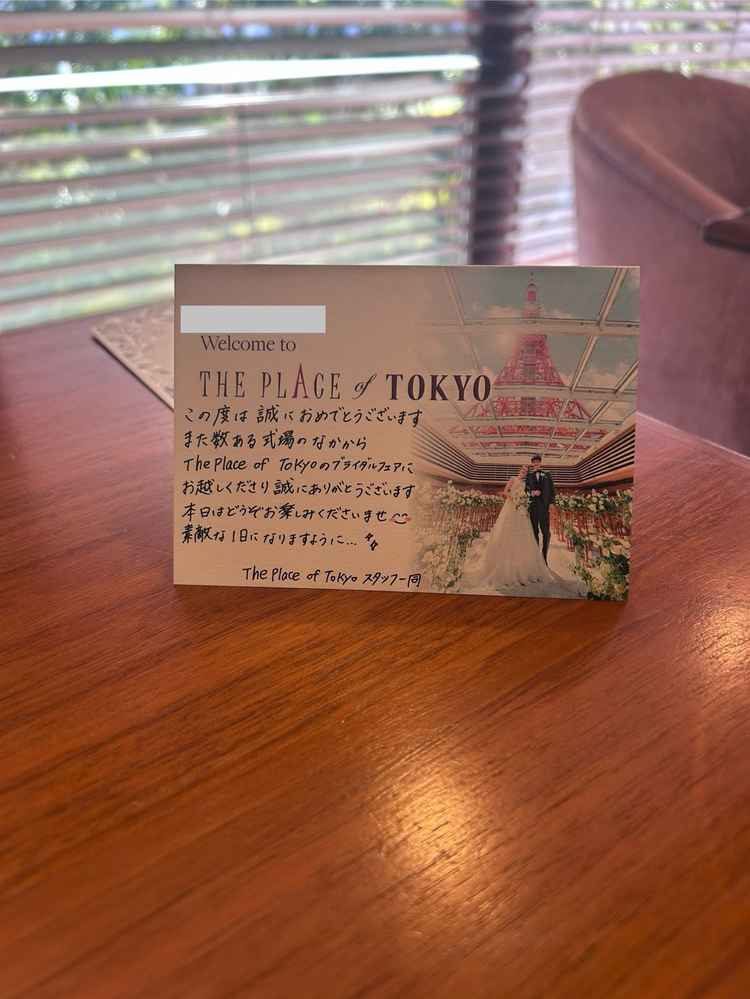 Welcome to
THE PLACE of TOKYO
この度は誠におめでとうございます
また数ある式場のなかから
The Place of Tokyoのブライダルフェアに
お越しくださり誠にありがとうございます
本日はどうぞお楽しみくださいませ
素敵な1日になりますように...
The Place of Tokyo スタッフ一同